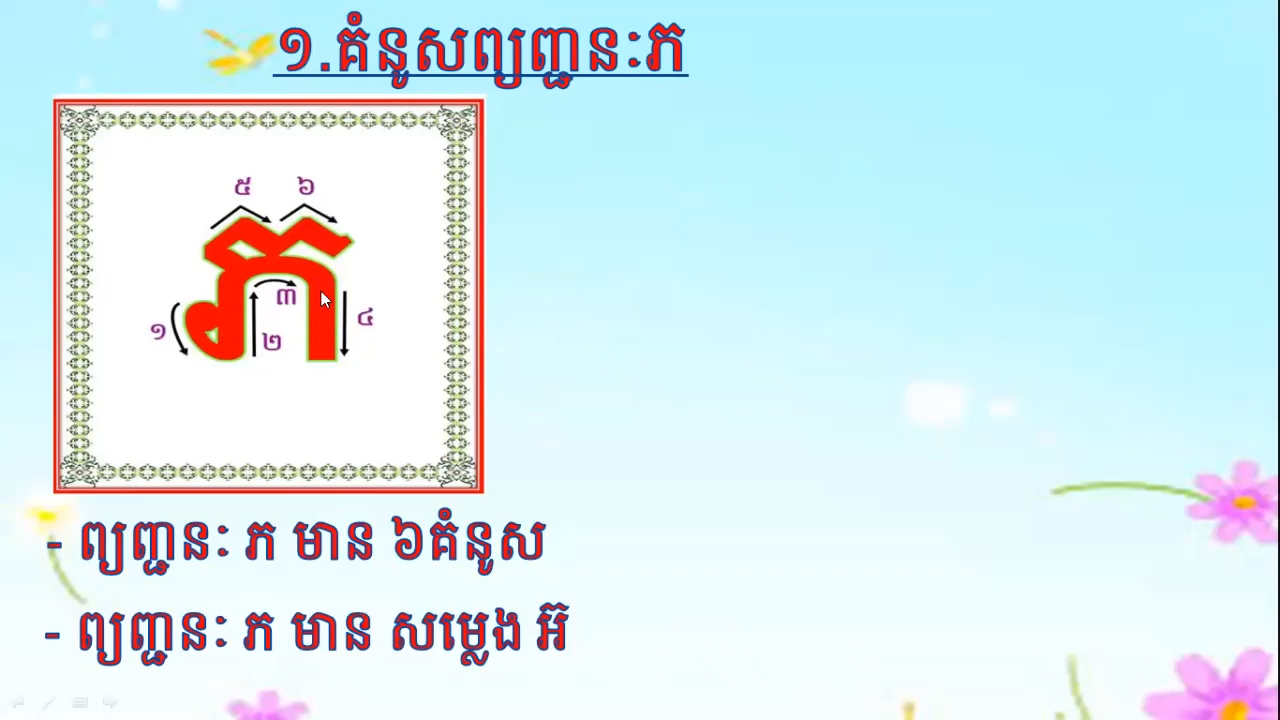 ១.គំនូសព្យញ្ជនៈភ
៥ ៦
ភ
១ ២ ៣ ៤
- ព្យញ្ជនៈ ភ មាន ៦គំនូស
- ព្យញ្ជនៈ ភ មាន សម្លេង អ៊